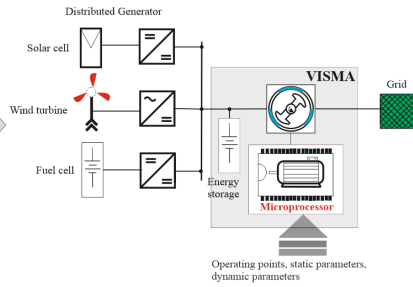 Distributed Generator
Solar cell
VISMA
Grid
Wind turbine
Fuel cell
Energy
storage
Microprocessor
Operating points, static parameters,
dynamic parameters